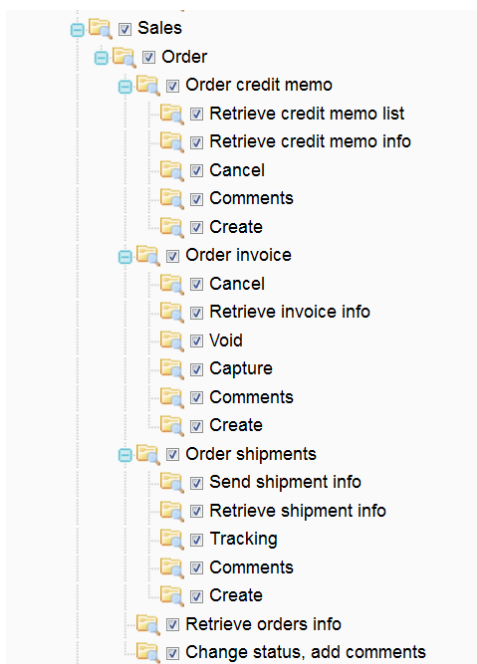 Sales
Order
Order credit memo
Retrieve credit memo list
Retrieve credit memo info
Cancel
Comments
Create
Order invoice
Cancel
Retrieve invoice info
Void
Capture
Comments
Create
Order shipments
Send shipment info
Retrieve shipment info
Tracking
Comments
Create
Retrieve orders info
Change status, add comments